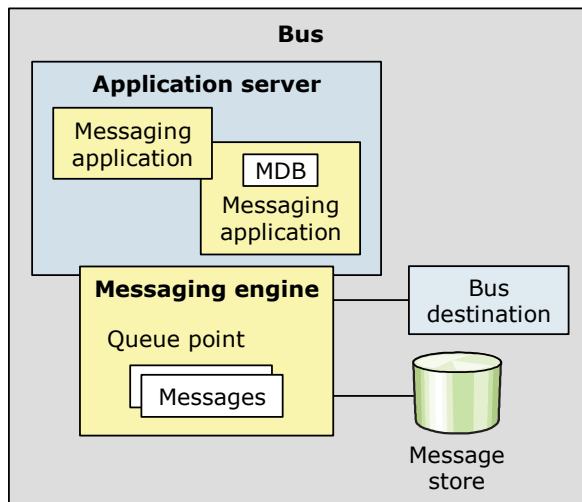 Bus
Application server
Messaging
application
MDB
Messaging
application
Messaging engine
Queue point
Messages
Bus
destination
Message
store